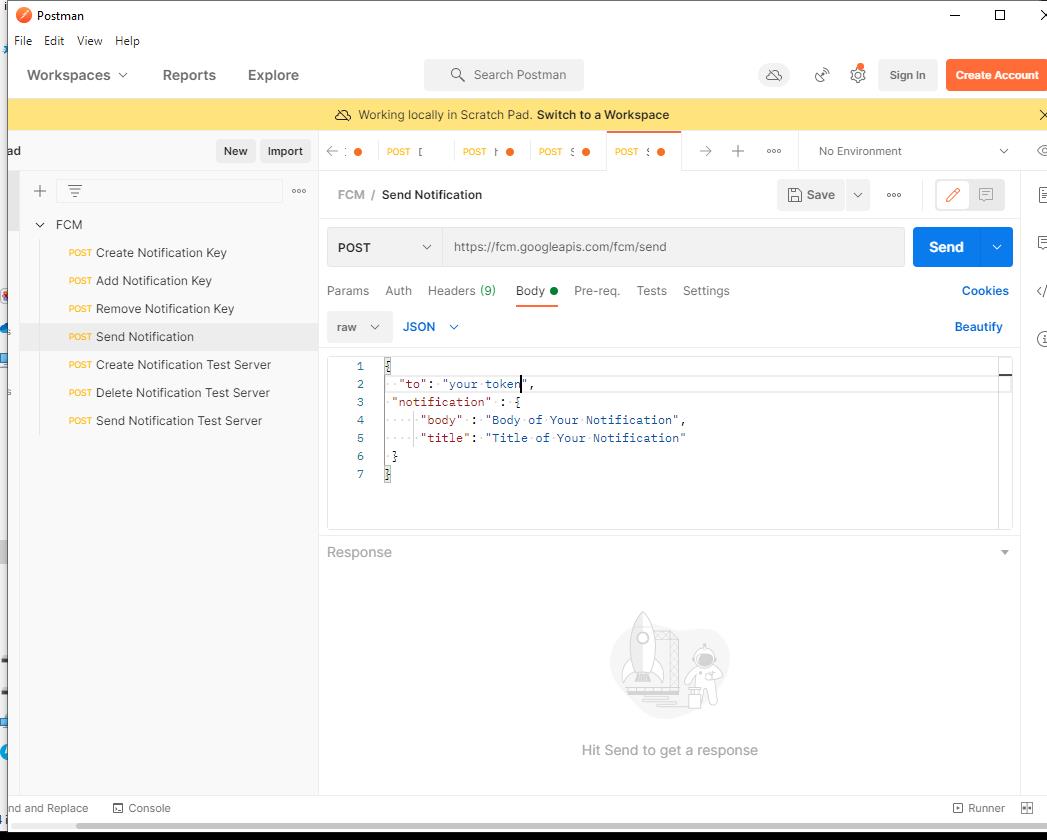 Postman
File Edit View Help
Workspaces Reports Explore Search Postman Sign In Create Account
Working locally in Scratch Pad. Switch to a Workspace
ad New Import POST POST POST POST No Environment
FCM / Send Notification Save
FCM
POST Create Notification Key
POST Add Notification Key
POST Remove Notification Key
POST Send Notification
POST Create Notification Test Server
POST Delete Notification Test Server
POST Send Notification Test Server
POST https://fcm.googleapis.com/fcm/send Send
Params Auth Headers (9) Body Pre-req. Tests Settings Cookies
raw JSON Beautify
1 {
2 "to": "your token",
3 "notification" : {
4 "body" : "Body of Your Notification",
5 "title": "Title of Your Notification"
6 }
7 }
Response
Hit Send to get a response
nd and Replace Console Runner